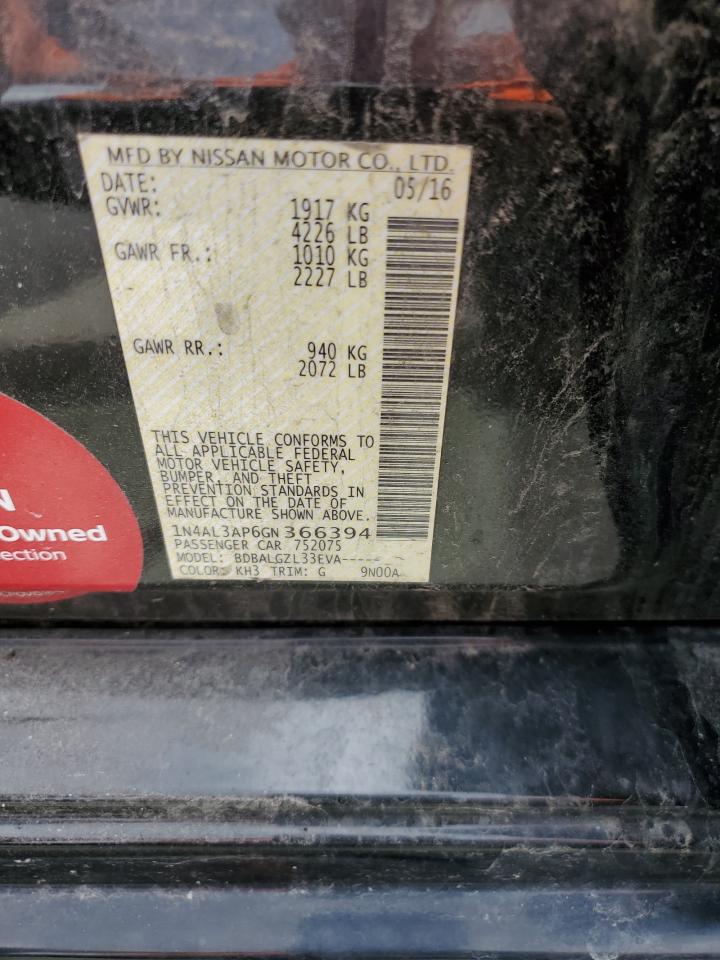 MFD BY NISSAN MOTOR CO., LTD.
DATE: 05/16
GVWR: 1917 KG
4226 LB
GAWR FR.: 1010 KG
2227 LB
GAWR RR.: 940 KG
2072 LB
THIS VEHICLE CONFORMS TO
ALL APPLICABLE FEDERAL
MOTOR VEHICLE SAFETY,
BUMPER, AND THEFT
PREVENTION STANDARDS IN
EFFECT ON THE DATE OF
MANUFACTURE SHOWN ABOVE.
1N4AL3AP6GN366394
PASSENGER CAR 752075
MODEL: BDBALGZL33EVA-----
COLOR: KH3 TRIM: G 9N00A
N
Owned
ection